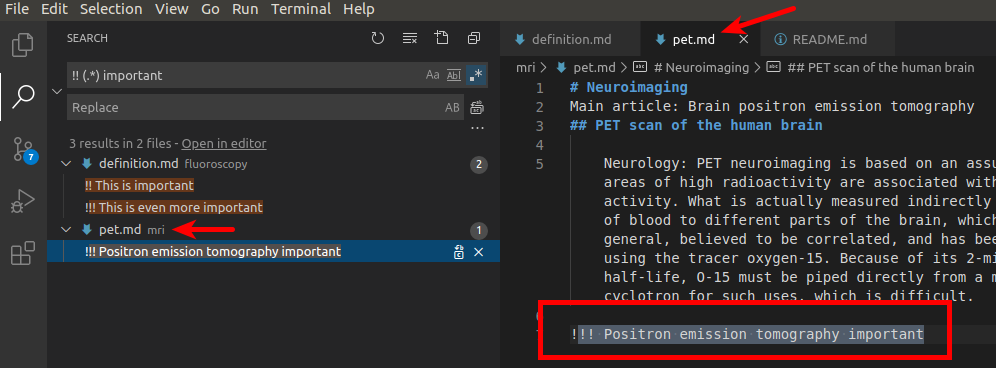 File Edit Selection View Go Run Terminal Help
SEARCH
!! (.*) important
Aa Abl .*
Replace
AB
3 results in 2 files - Open in editor
definition.md fluoroscopy 2
!! This is important
!!! This is even more important
pet.md mri 1
!!! Positron emission tomography important
7
definition.md pet.md README.md
mri > pet.md > # Neuroimaging > ## PET scan of the human brain
1 # Neuroimaging
2 Main article: Brain positron emission tomography
3 ## PET scan of the human brain
4
5 Neurology: PET neuroimaging is based on an assu
areas of high radioactivity are associated with
activity. What is actually measured indirectly
of blood to different parts of the brain, which
general, believed to be correlated, and has bee
using the tracer oxygen-15. Because of its 2-mi
half-life, O-15 must be piped directly from a m
cyclotron for such uses, which is difficult.
!!! Positron emission tomography important